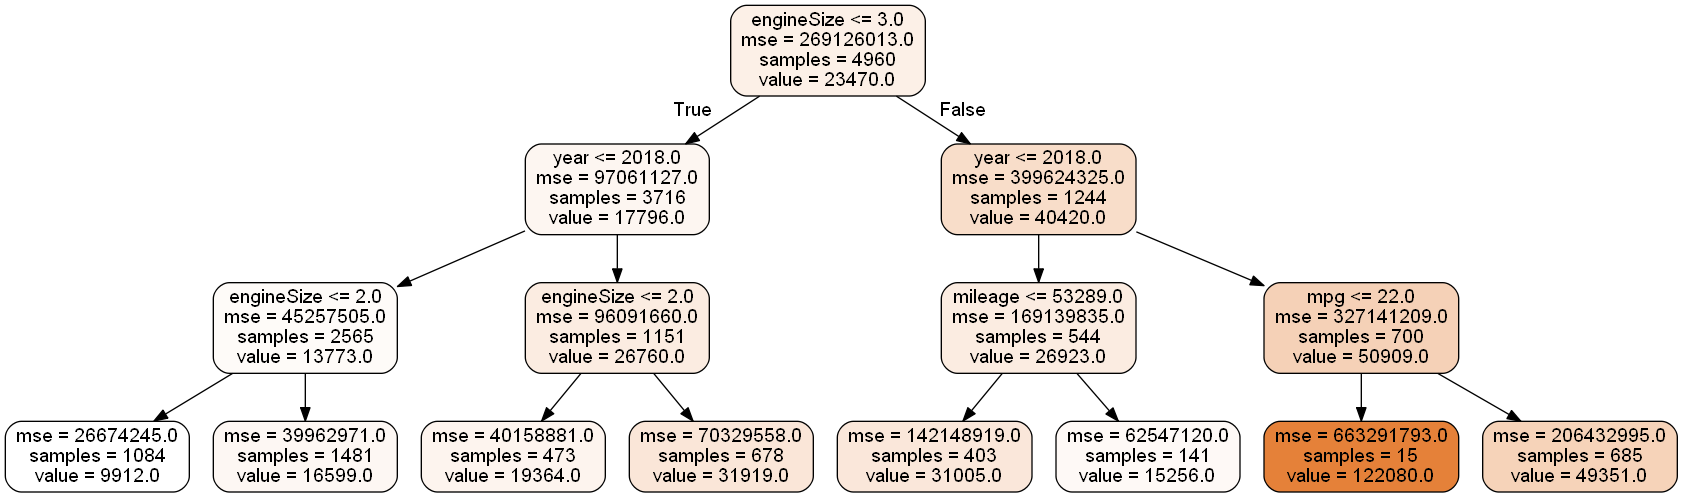 engineSize <= 3.0
mse = 269126013.0
samples = 4960
value = 23470.0
True
False
year <= 2018.0
mse = 97061127.0
samples = 3716
value = 17796.0
year <= 2018.0
mse = 399624325.0
samples = 1244
value = 40420.0
engineSize <= 2.0
mse = 45257505.0
samples = 2565
value = 13773.0
engineSize <= 2.0
mse = 96091660.0
samples = 1151
value = 26760.0
mileage <= 53289.0
mse = 169139835.0
samples = 544
value = 26923.0
mpg <= 22.0
mse = 327141209.0
samples = 700
value = 50909.0
mse = 26674245.0
samples = 1084
value = 9912.0
mse = 39962971.0
samples = 1481
value = 16599.0
mse = 40158881.0
samples = 473
value = 19364.0
mse = 70329558.0
samples = 678
value = 31919.0
mse = 142148919.0
samples = 403
value = 31005.0
mse = 62547120.0
samples = 141
value = 15256.0
mse = 663291793.0
samples = 15
value = 122080.0
mse = 206432995.0
samples = 685
value = 49351.0